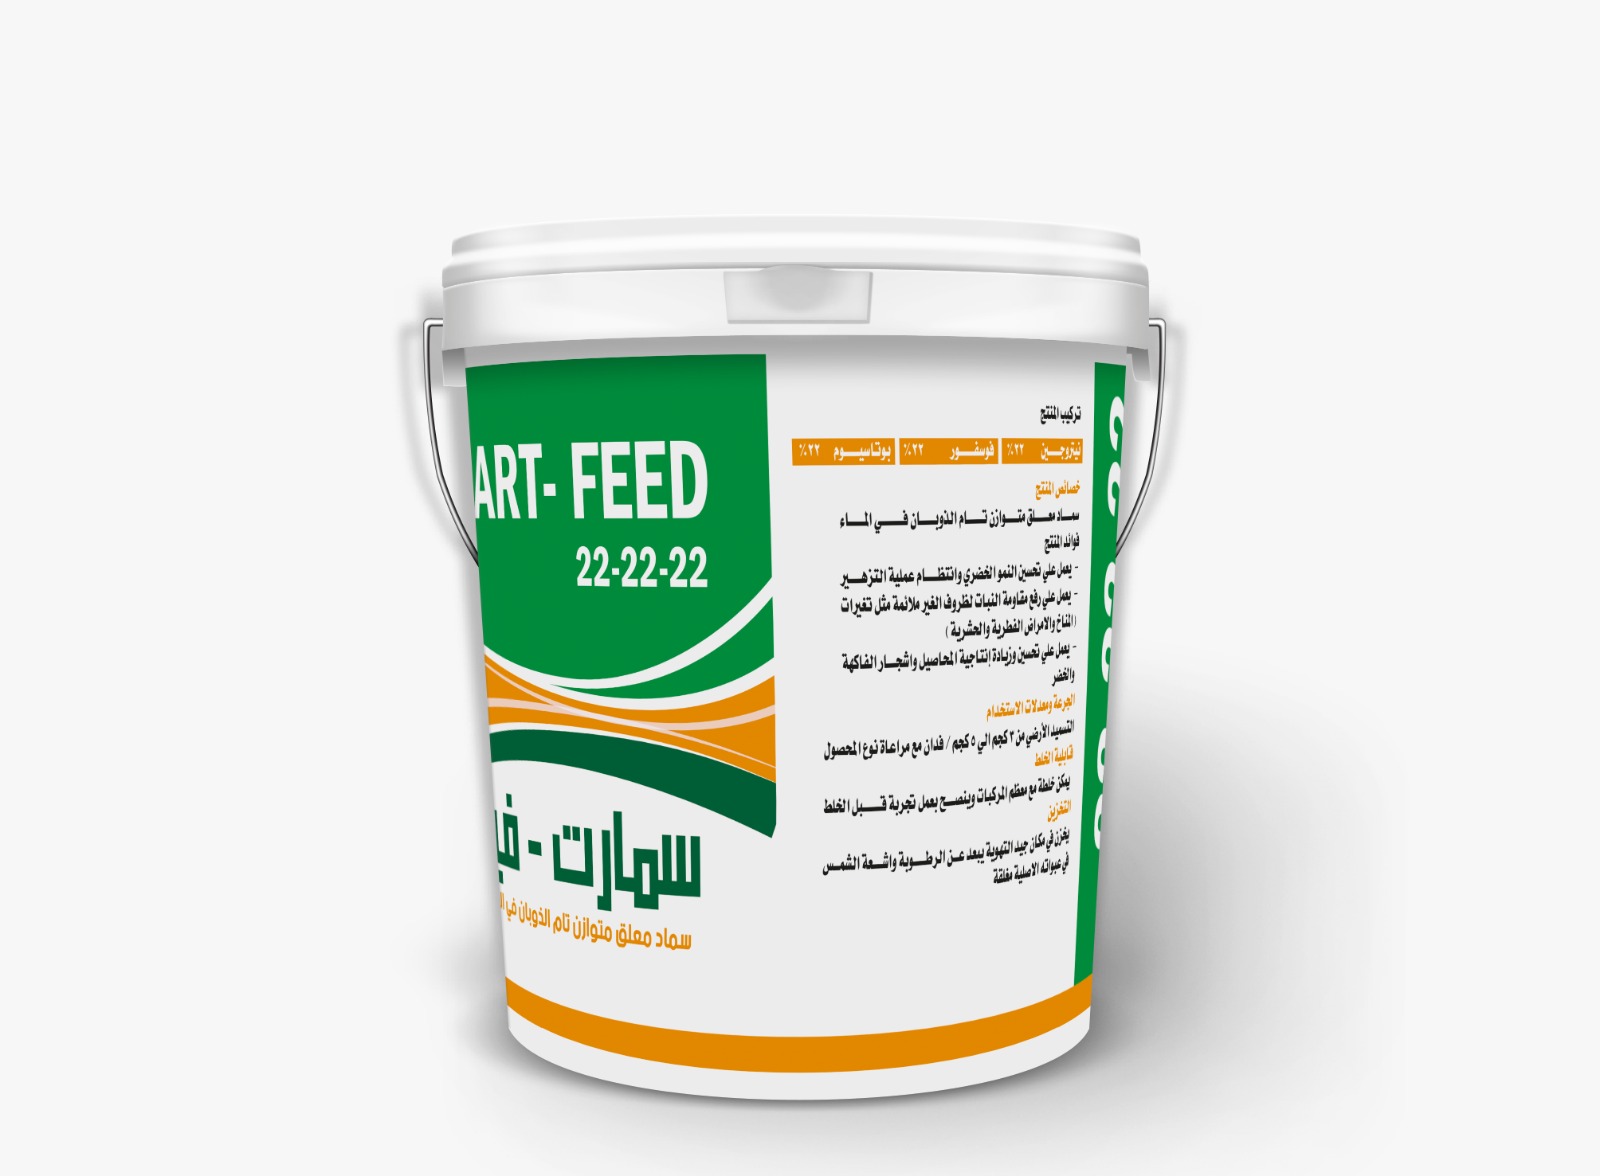 ART- FEED
22-22-22
سمارت - في
سماد معلق متوازن تام الذوبان في
تركيب المنتج
نيتروجين ٢٢٪ فوسفور ٢٢٪ بوتاسيوم ٢٢٪
خصائص المنتج
سماد معلق متوازن تام الذوبان في الماء
فوائد المنتج
- يعمل علي تحسين النمو الخضري وانتظام عملية التزهير
- يعمل علي رفع مقاومة النبات لظروف الغير ملائمة مثل تغيرات
(المناخ والامراض الفطرية والحشرية )
- يعمل علي تحسين وزيادة إنتاجية المحاصيل واشجار الفاكهة
والخضر
الجرعة ومعدلات الاستخدام
التسميد الأرضي من ٣ كجم الي ٥ كجم / فدان مع مراعاة نوع المحصول
قابلية الخلط
يمكن خلطة مع معظم المركبات وينصح بعمل تجربة قبل الخلط
التخزين
يخزن في مكان جيد التهوية يبعد عن الرطوبة واشعة الشمس
في عبواته الاصلية مغلقة